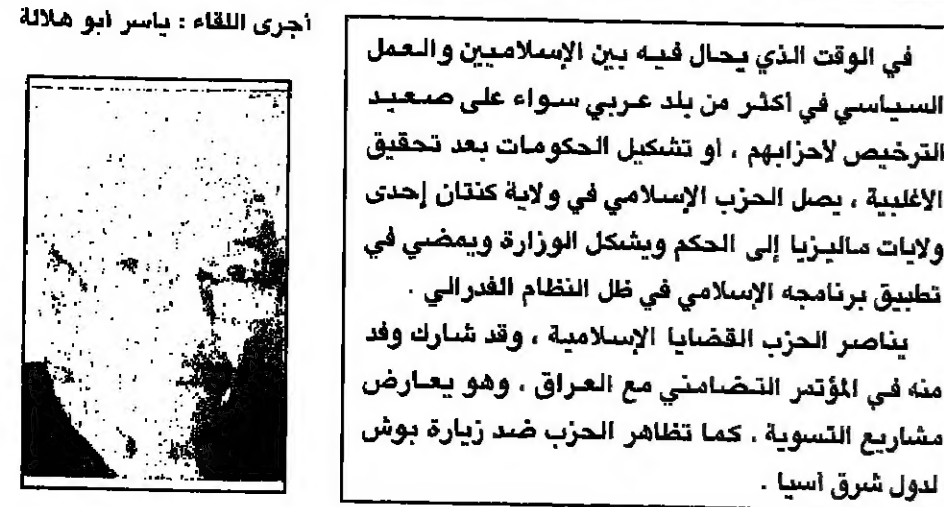 أجرى اللقاء : ياسر أبو هلالة
في الوقت الذي يحال فيه بين الإسلاميين والعمل
السياسي في أكثر من بلد عربي سواء على صعيد
الترخيص لأحزابهم ، أو تشكيل الحكومات بعد تحقيق
الأغلبية ، يصل الحزب الإسلامي في ولاية كنتان إحدى
ولايات ماليزيا إلى الحكم ويشكل الوزارة ويمضي في
تطبيق برنامجه الإسلامي في ظل النظام الفدرالي .
يناصر الحزب القضايا الإسلامية ، وقد شارك وفد
منه في المؤتمر التضامني مع العراق ، وهو يعارض
مشاريع التسوية ، كما تظاهر الحزب ضد زيارة بوش
لدول شرق آسيا .